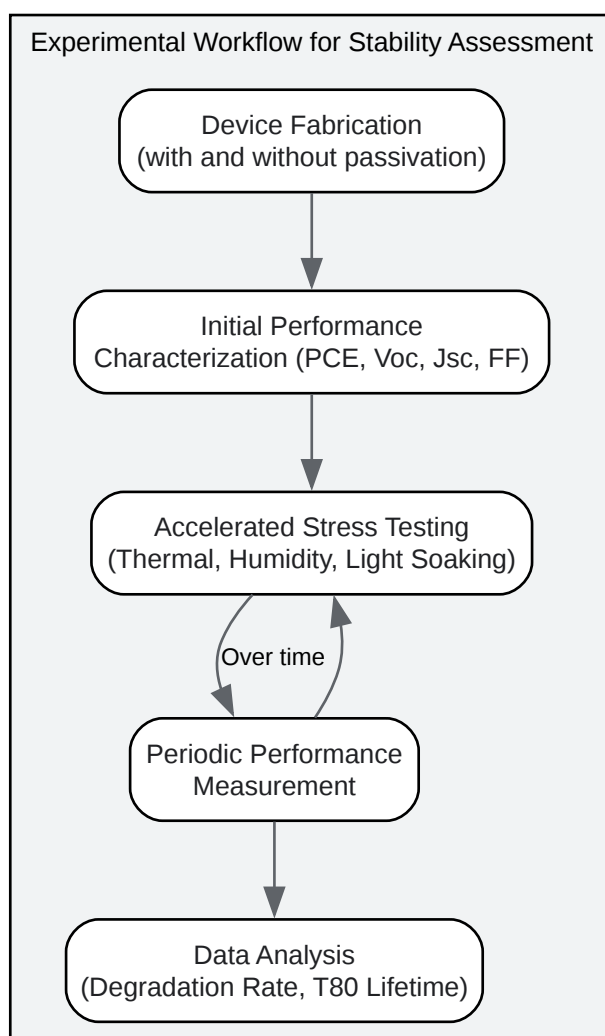 Experimental Workflow for Stability Assessment
Device Fabrication
(with and without passivation)
Initial Performance
Characterization (PCE, Voc, Jsc, FF)
Accelerated Stress Testing
(Thermal, Humidity, Light Soaking)
Over time
Periodic Performance
Measurement
Data Analysis
(Degradation Rate, T80 Lifetime)